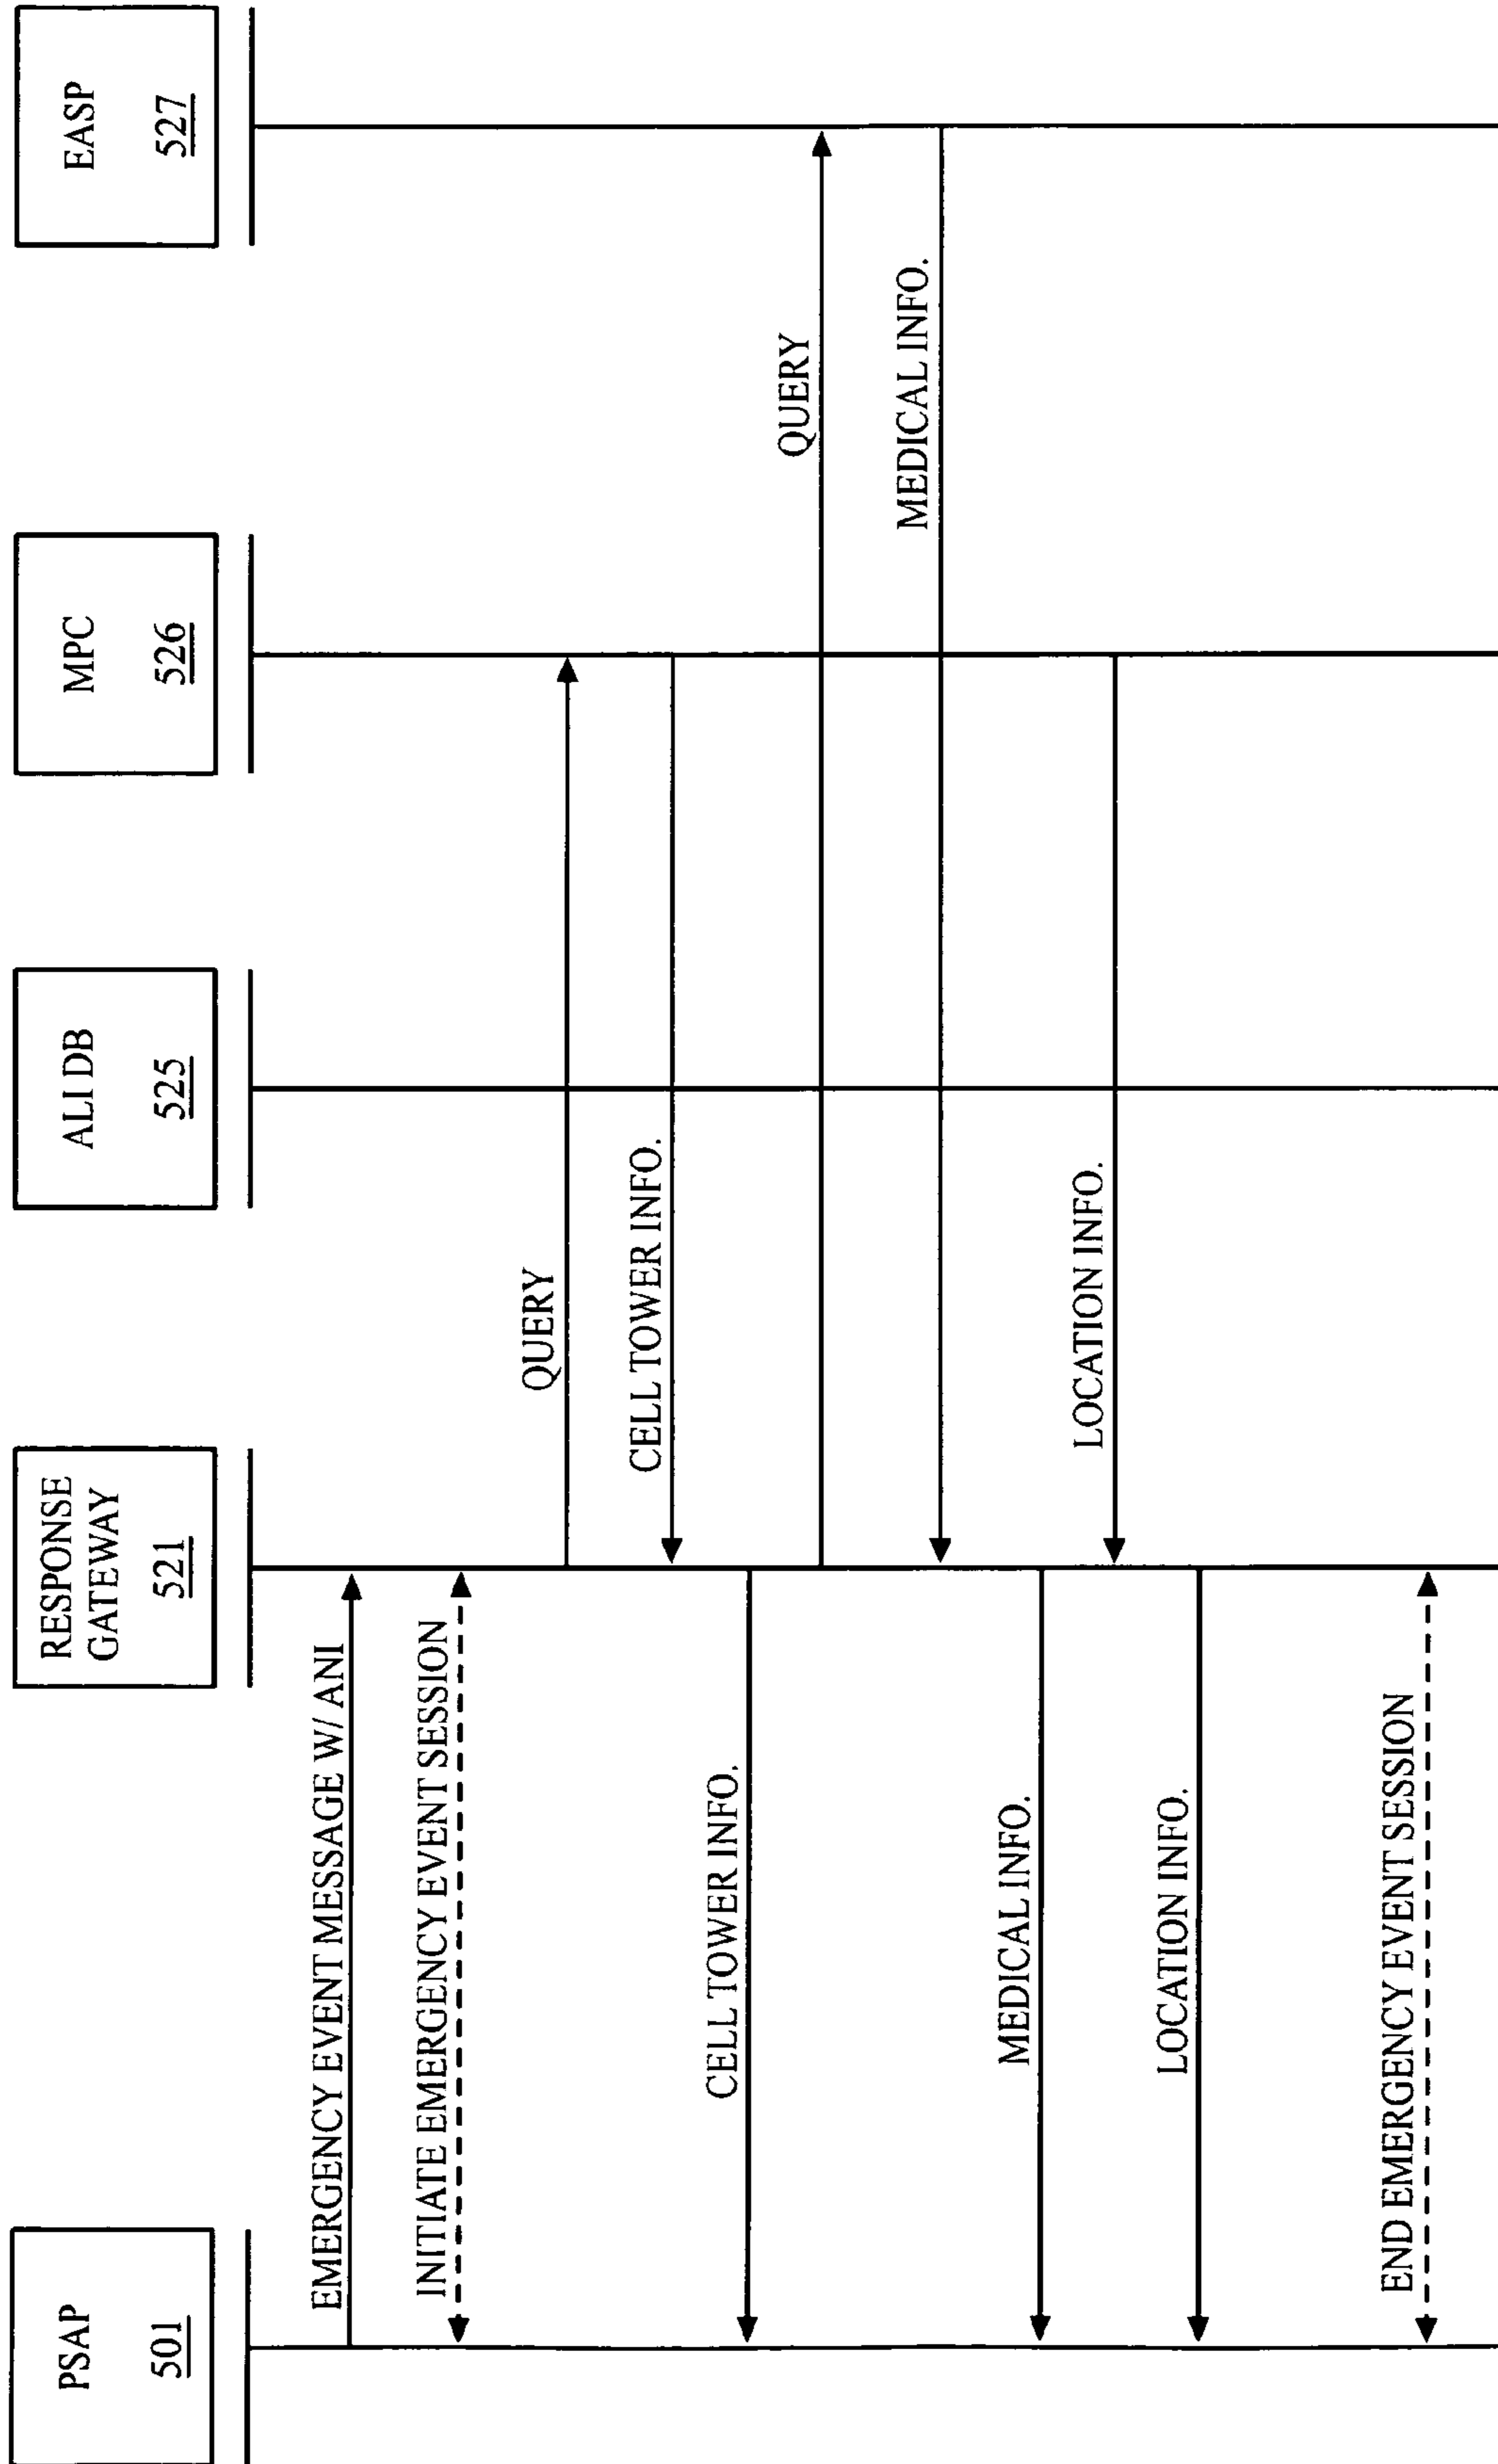 PSAP
501
RESPONSE
GATEWAY
521
ALI DB
525
MPC
526
EASP
527
EMERGENCY EVENT MESSAGE W/ ANI
INITIATE EMERGENCY EVENT SESSION
QUERY
CELL TOWER INFO.
CELL TOWER INFO.
QUERY
MEDICAL INFO.
MEDICAL INFO.
LOCATION INFO.
LOCATION INFO.
END EMERGENCY EVENT SESSION